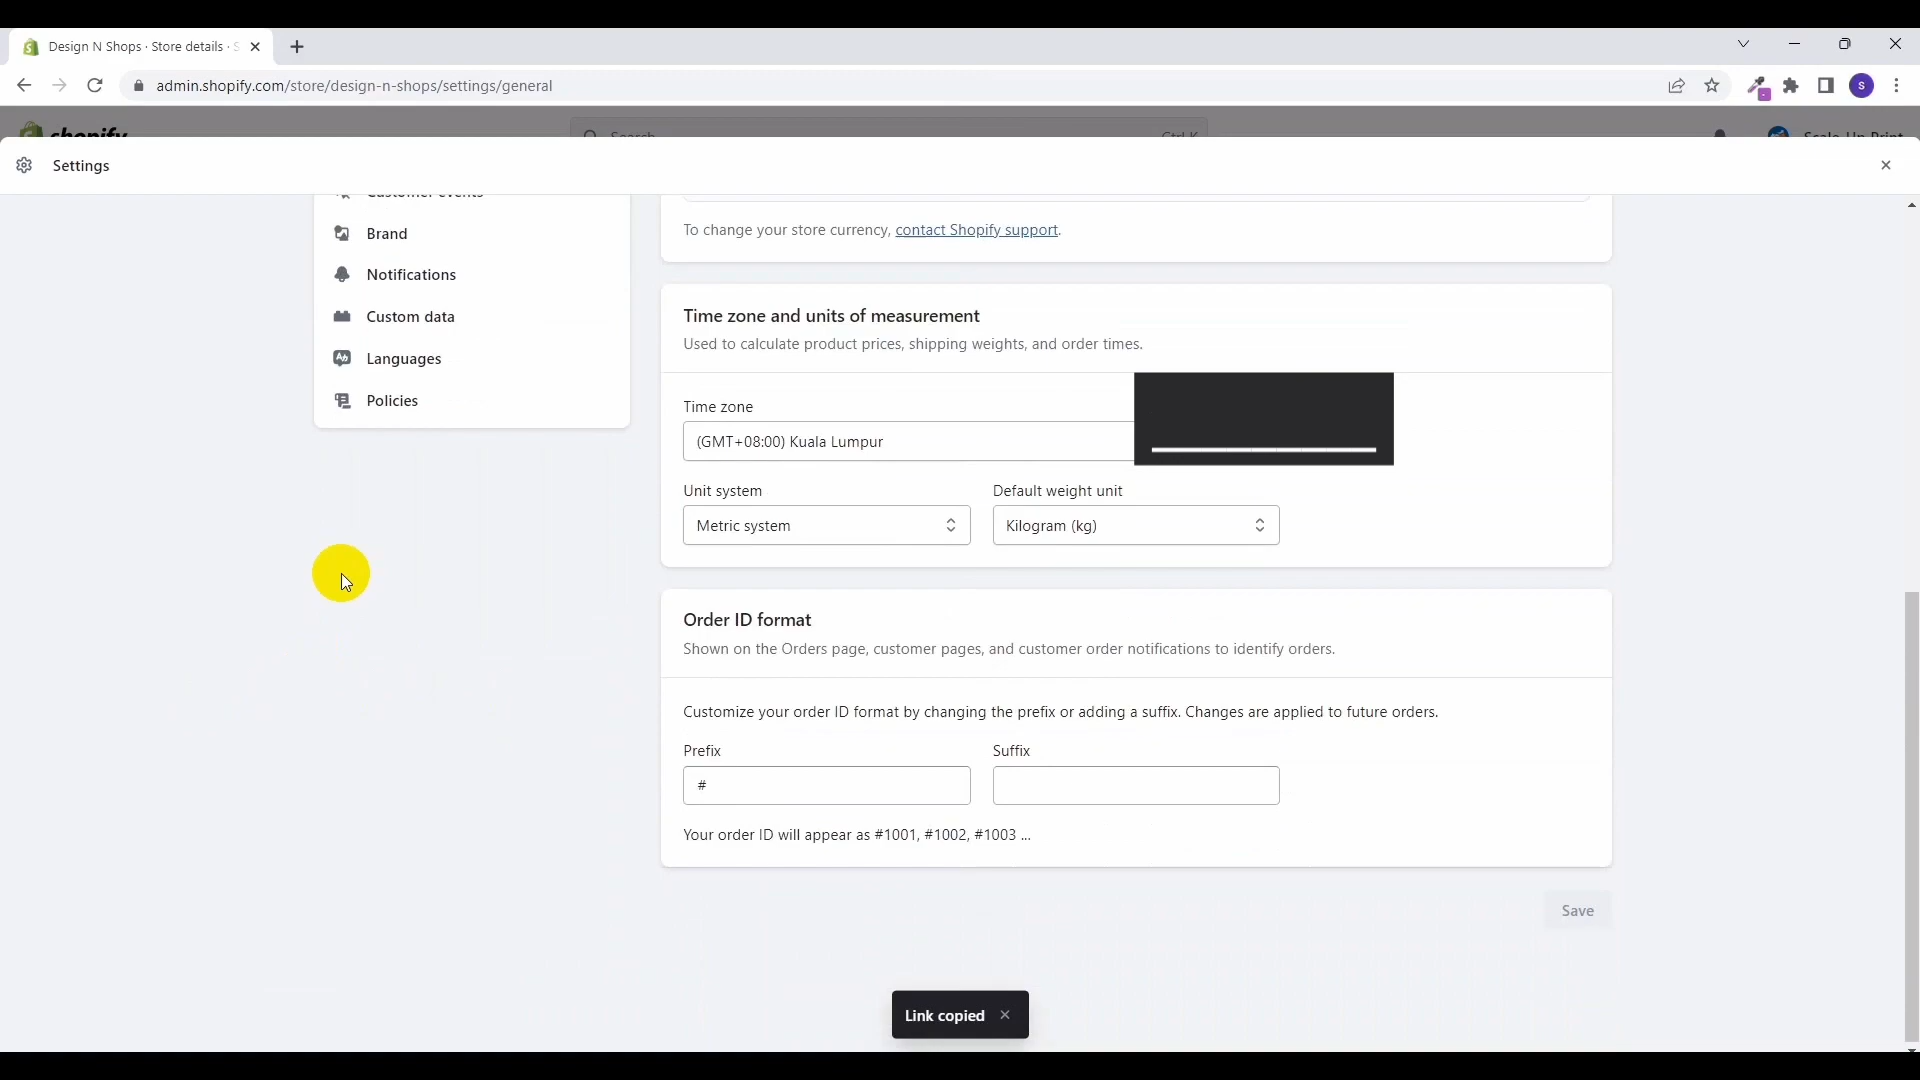 Design N Shops · Store details · S
admin.shopify.com/store/design-n-shops/settings/general
S
shopify
Search
Ctrl K
Scale Up Print
Settings
Customer events
Brand
Notifications
Custom data
Languages
Policies
To change your store currency, contact Shopify support.
Time zone and units of measurement
Used to calculate product prices, shipping weights, and order times.
Time zone
(GMT+08:00) Kuala Lumpur
Unit system
Default weight unit
Metric system
Kilogram (kg)
Order ID format
Shown on the Orders page, customer pages, and customer order notifications to identify orders.
Customize your order ID format by changing the prefix or adding a suffix. Changes are applied to future orders.
Prefix
Suffix
#
Your order ID will appear as #1001, #1002, #1003 ...
Save
Link copied